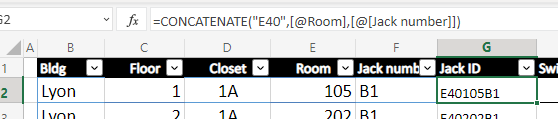 G2 fx =CONCATENATE("E40",[@Room],[@[Jack number]])
A B C D E F G
1 Bldg Floor Closet Room Jack numb Jack ID Swi
2 Lyon 1 1A 105 B1 E40105B1
3 Lyon 2 1A 202 B1 E40202B1